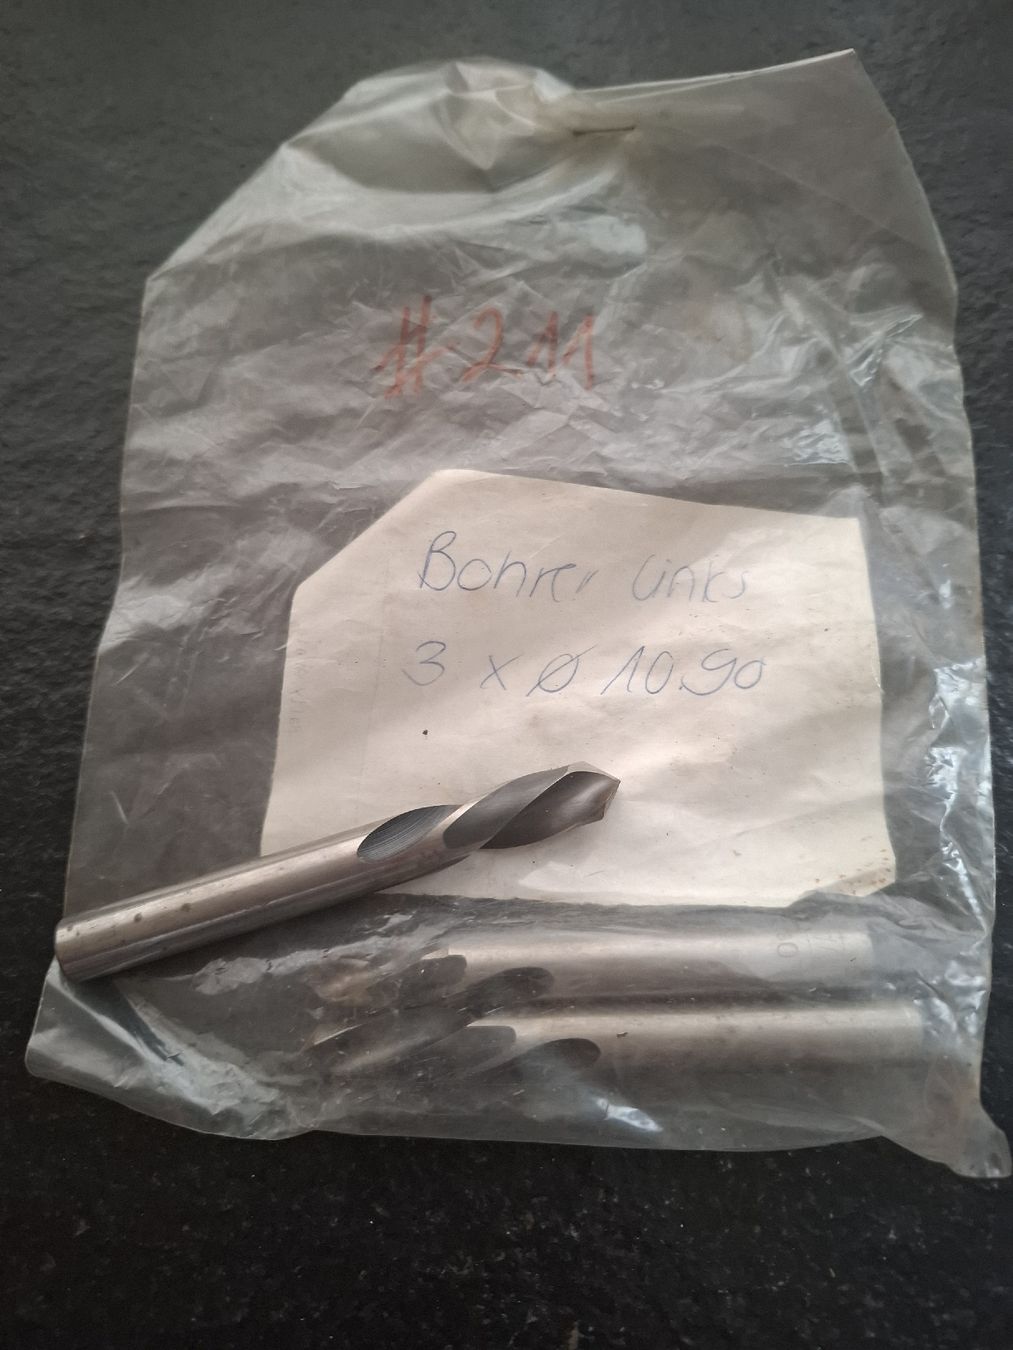 #211
Bohrer links
3 x ø 10.90